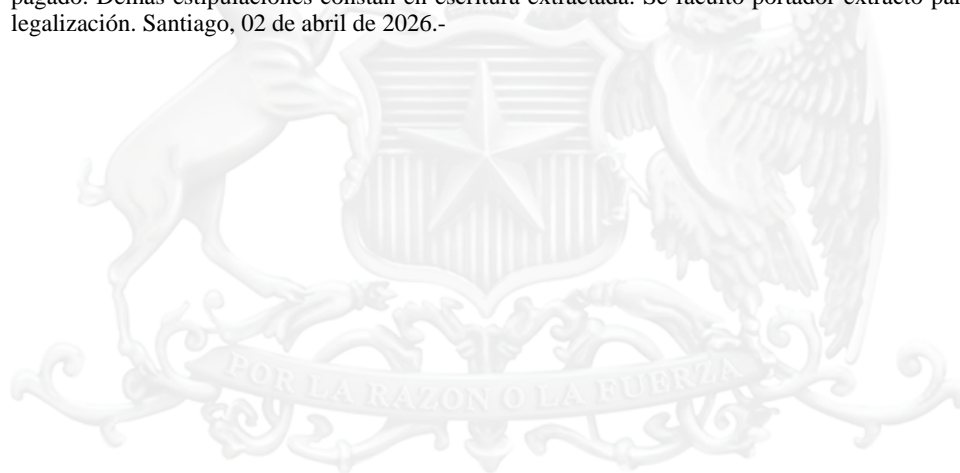 pagado. Demás estipulaciones constan en escritura extractada. Se facultó portador extracto par
legalización. Santiago, 02 de abril de 2026.-
POR LA RAZON O LA FUERZA